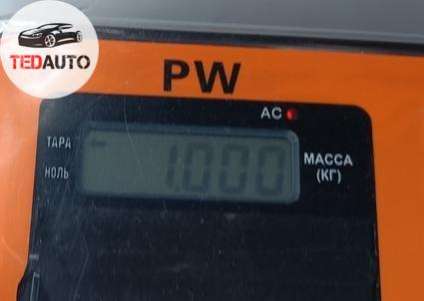 TEDAUTO
PW
AC
ТАРА
НОЛЬ
1.000
МАССА
(КГ)